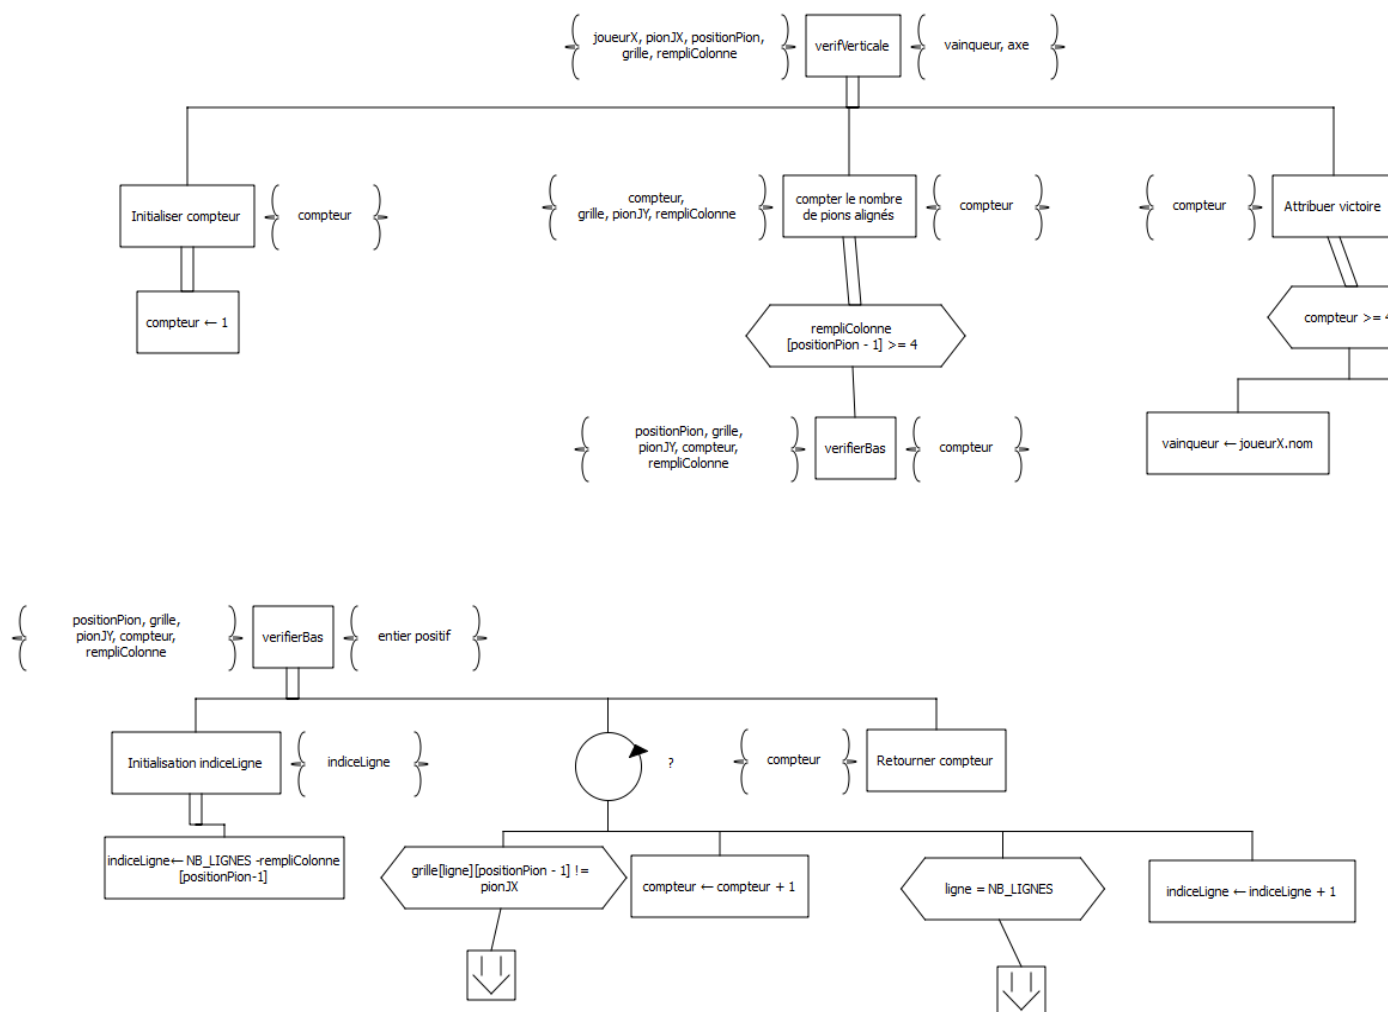 joueurX, pionJX, positionPion,
grille, rempliColonne
verifVerticale
vainqueur, axe
Initialiser compteur
compteur
compteur,
grille, pionJY, rempliColonne
compter le nombre
de pions alignés
compteur
compteur
Attribuer victoire
compteur ← 1
rempliColonne
[positionPion - 1] >= 4
compteur >= 4
positionPion, grille,
pionJY, compteur,
rempliColonne
verifierBas
compteur
vainqueur ← joueurX.nom
positionPion, grille,
pionJY, compteur,
rempliColonne
verifierBas
entier positif
Initialisation indiceLigne
indiceLigne
?
compteur
Retourner compteur
indiceLigne← NB_LIGNES -rempliColonne
[positionPion-1]
grille[ligne][positionPion - 1] !=
pionJX
compteur ← compteur + 1
ligne = NB_LIGNES
indiceLigne ← indiceLigne + 1